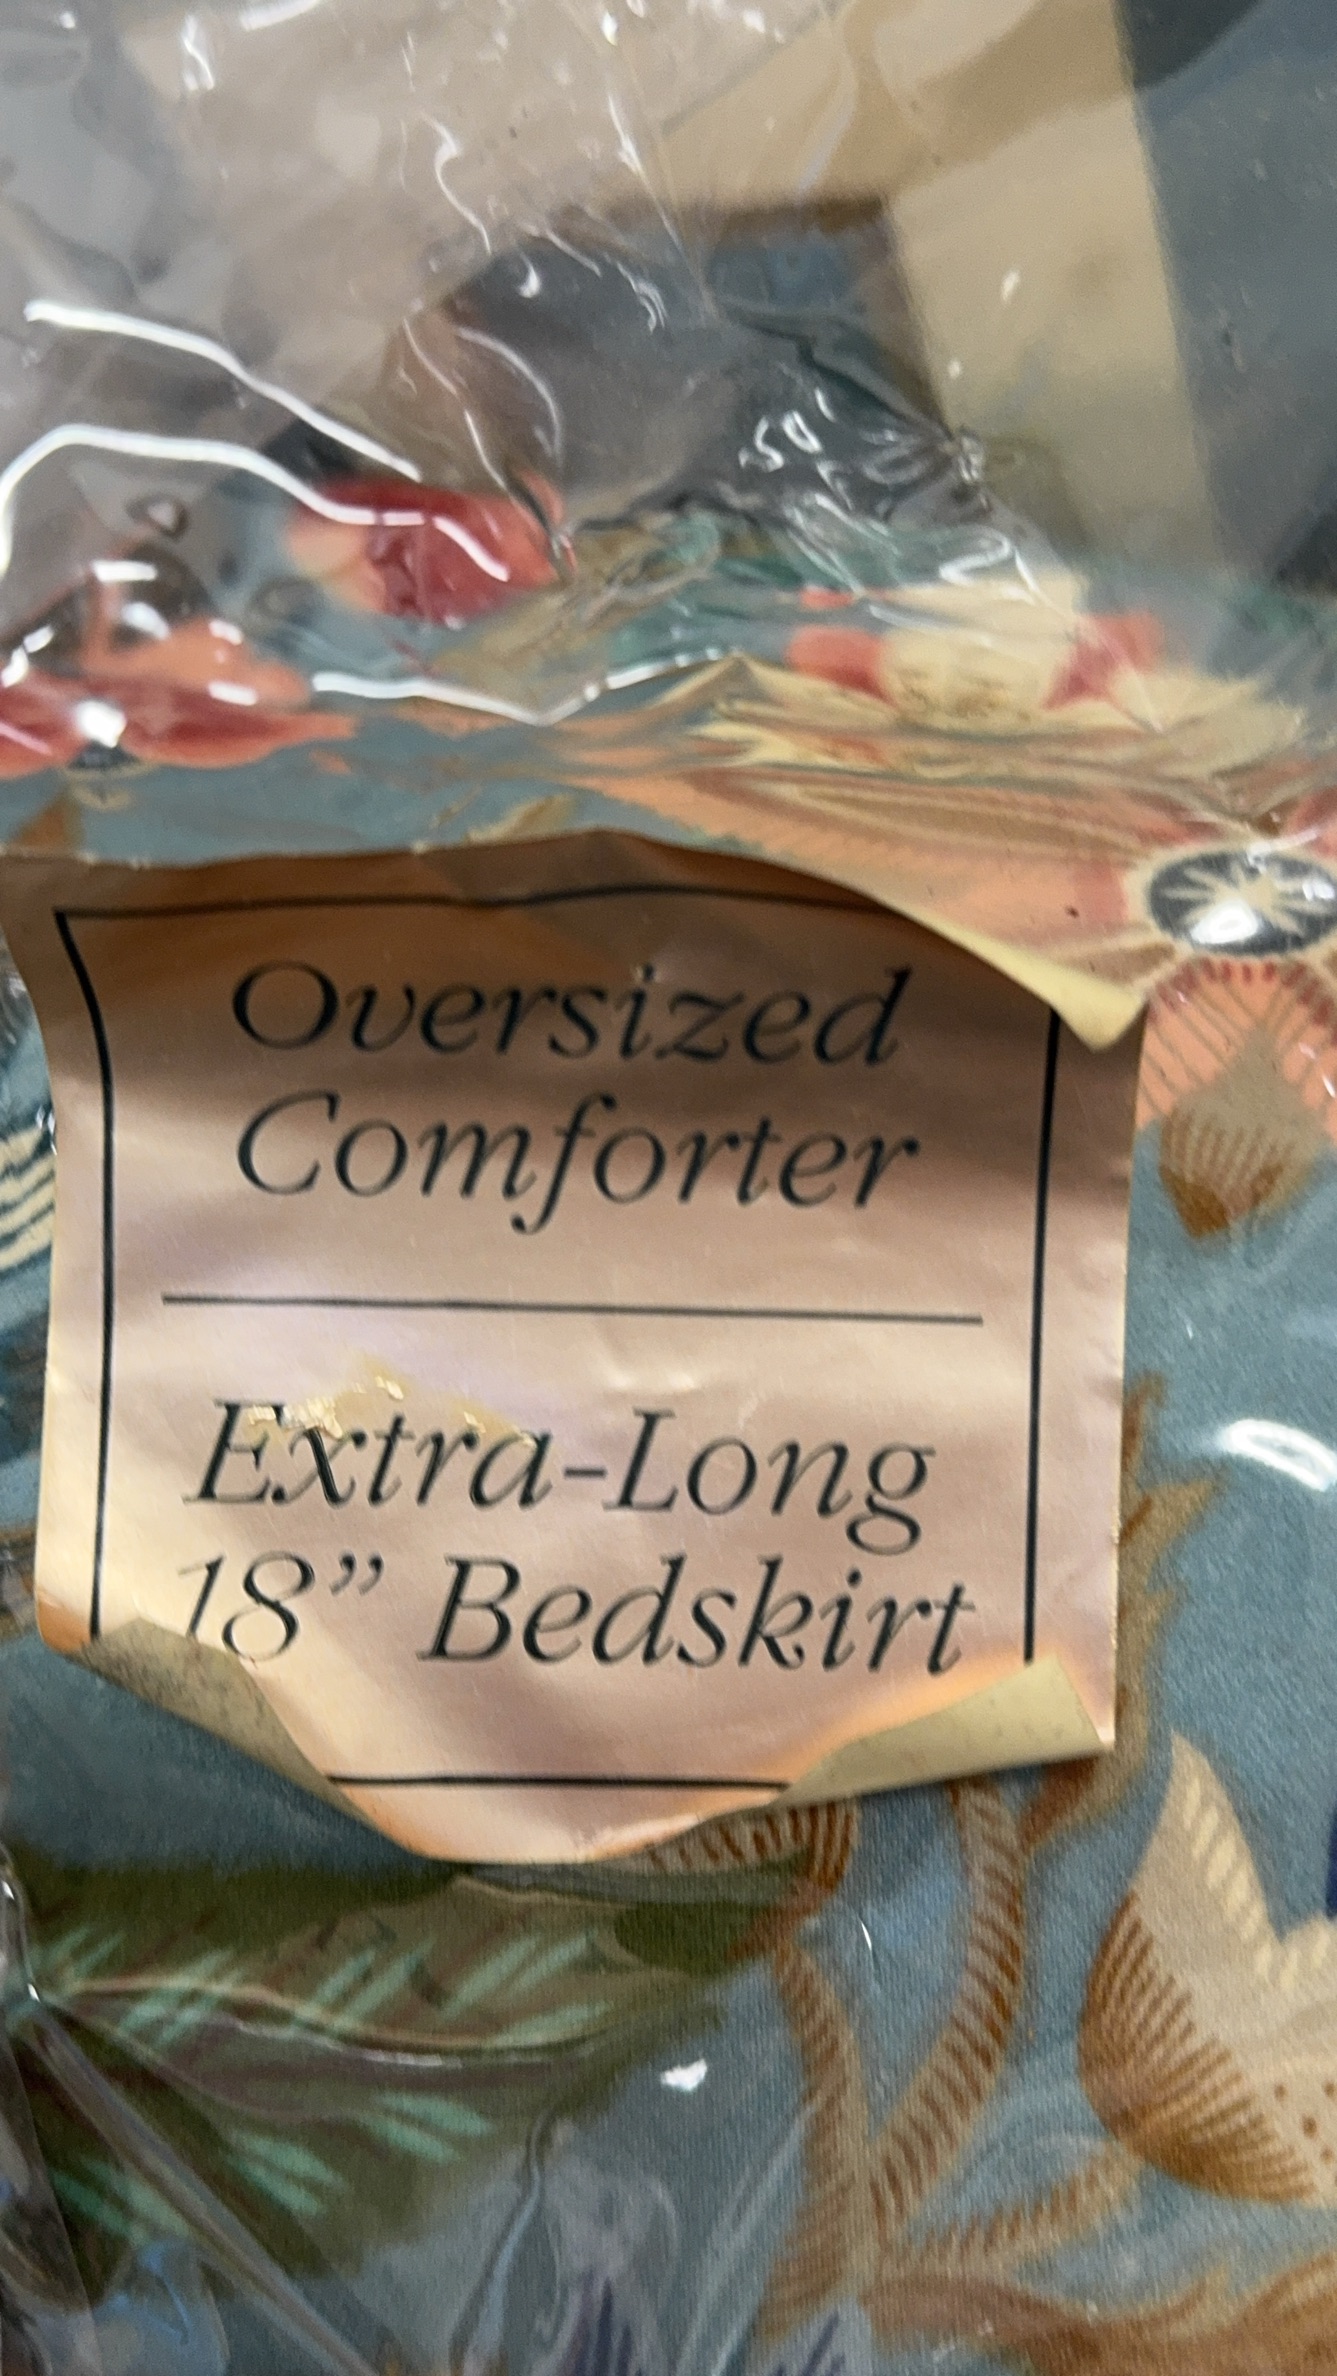 Oversized
Comforter
Extra-Long
18” Bedskirt